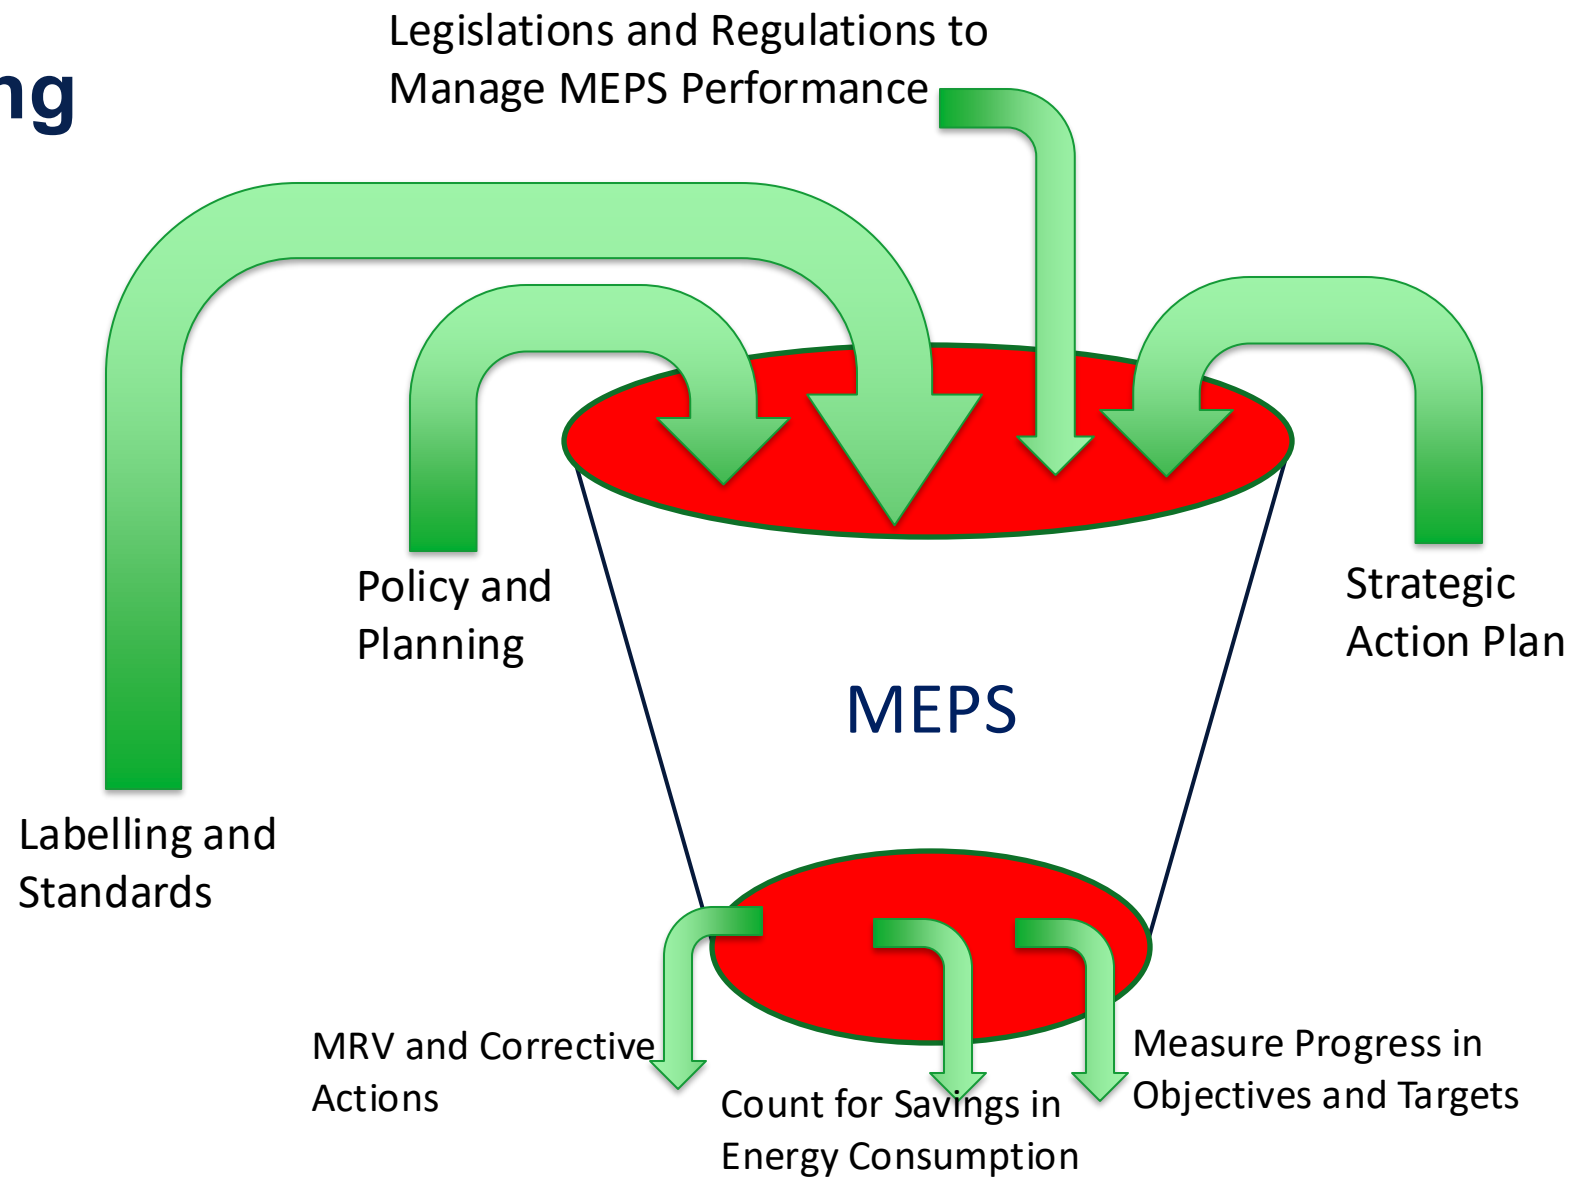 ng
Legislations and Regulations to
Manage MEPS Performance
Policy and
Planning
Strategic
Action Plan
MEPS
Labelling and
Standards
MRV and Corrective
Actions
Count for Savings in
Energy Consumption
Measure Progress in
Objectives and Targets